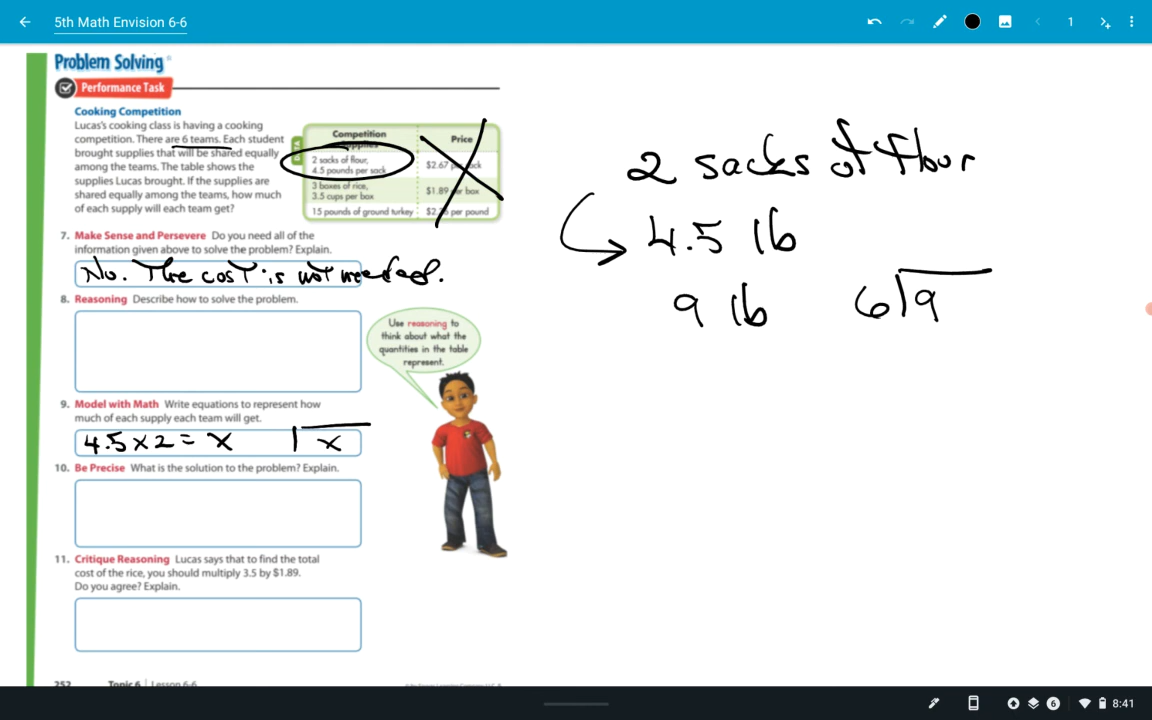 5th Math Envision 6-6
1
Problem Solving
Performance Task
Cooking Competition
Lucas's cooking class is having a cooking
competition. There are 6 teams. Each student
brought supplies that will be shared equally
among the teams. The table shows the
supplies Lucas brought. If the supplies are
shared equally among the teams, how much
of each supply will each team get?
DATA
Competition Supplies Price
2 sacks of flour,
4.5 pounds per sack $2.67 per sack
3 boxes of rice,
3.5 cups per box $1.89 per box
15 pounds of ground turkey per pound
7. Make Sense and Persevere Do you need all of the
information given above to solve the problem? Explain.
No. The cost is not needed.
8. Reasoning Describe how to solve the problem.
Use reasoning to
think about what the
quantities in the table
represent.
9. Model with Math Write equations to represent how
much of each supply each team will get.
4.5 x 2 = x x
10. Be Precise What is the solution to the problem? Explain.
11. Critique Reasoning Lucas says that to find the total
cost of the rice, you should multiply 3.5 by $1.89.
Do you agree? Explain.
252 Topic 6 Lesson 6-6
2 sacks of flour
4.5 lb
9 lb 6 9
6 8:41